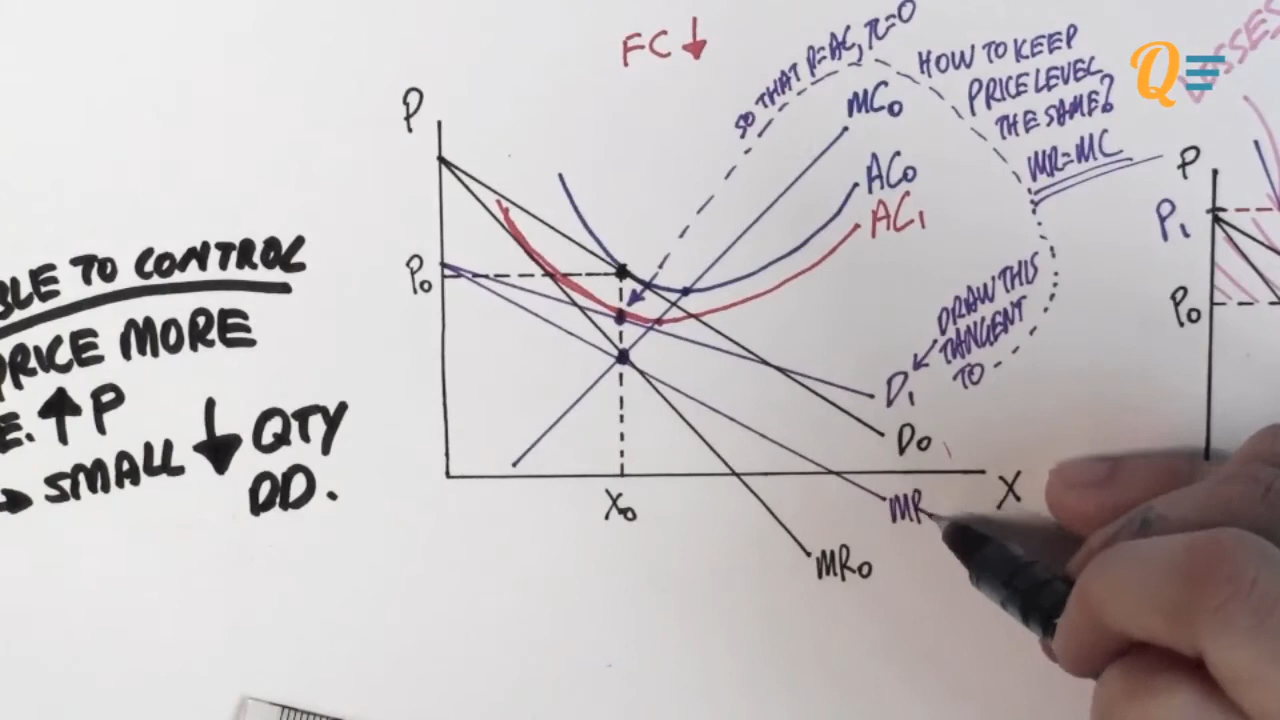 FC ↓
SO THAT P=AC, π=0
HOW TO KEEP
PRICE LEVEL
THE SAME?
MR=MC
LOSSES
Q
P
MC₀
AC₀
AC₁
P₀
DRAW THIS
TANGENT
TO
D₁
D₀
X
X₀
MR
MR₀
BLE TO CONTROL
PRICE MORE
E. ↑ P
→ SMALL ↓ QTY
DD.
P
P₁
P₀